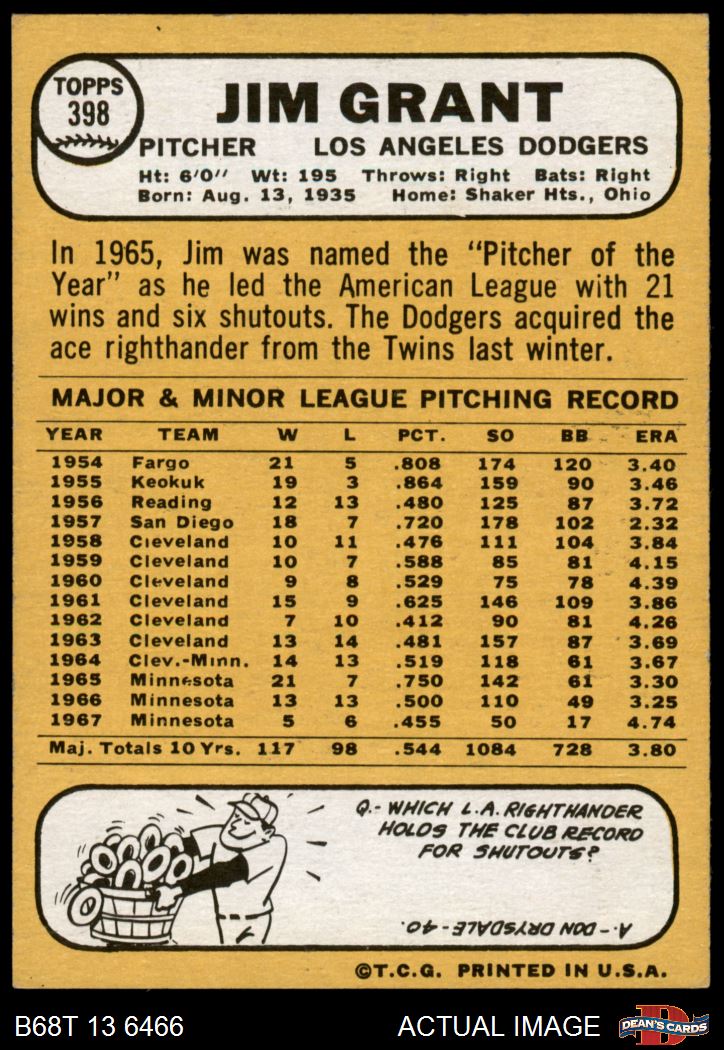 TOPPS
398
JIM GRANT
PITCHER LOS ANGELES DODGERS
Ht: 6'0" Wt: 195 Throws: Right Bats: Right
Born: Aug. 13, 1935 Home: Shaker Hts., Ohio
In 1965, Jim was named the "Pitcher of the
Year" as he led the American League with 21
wins and six shutouts. The Dodgers acquired the
ace righthander from the Twins last winter.
MAJOR & MINOR LEAGUE PITCHING RECORD
YEAR TEAM W L PCT. SO BB ERA
1954 Fargo 21 5 .808 174 120 3.40
1955 Keokuk 19 3 .864 159 90 3.46
1956 Reading 12 13 .480 125 87 3.72
1957 San Diego 18 7 .720 178 102 2.32
1958 Cleveland 10 11 .476 111 104 3.84
1959 Cleveland 10 7 .588 85 81 4.15
1960 Cleveland 9 8 .529 75 78 4.39
1961 Cleveland 15 9 .625 146 109 3.86
1962 Cleveland 7 10 .412 90 81 4.26
1963 Cleveland 13 14 .481 157 87 3.69
1964 Clev.-Minn. 14 13 .519 118 61 3.67
1965 Minnesota 21 7 .750 142 61 3.30
1966 Minnesota 13 13 .500 110 49 3.25
1967 Minnesota 5 6 .455 50 17 4.74
Maj. Totals 10 Yrs. 117 98 .544 1084 728 3.80
Q.- WHICH L.A. RIGHTHANDER
HOLDS THE CLUB RECORD
FOR SHUTOUTS?
A.- DON DRYSDALE - 40.
©T.C.G. PRINTED IN U.S.A.
B68T 13 6466 ACTUAL IMAGE
D
DEAN'S CARDS